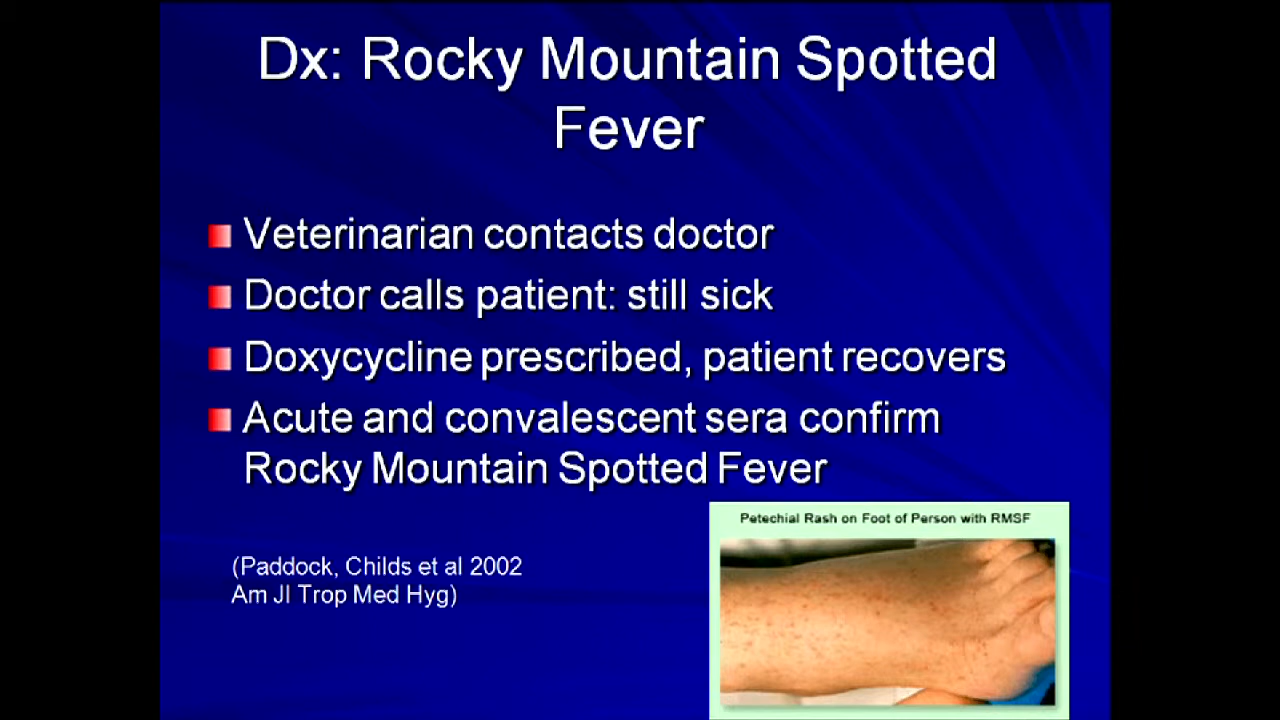 Dx: Rocky Mountain Spotted
Fever
Veterinarian contacts doctor
Doctor calls patient: still sick
Doxycycline prescribed, patient recovers
Acute and convalescent sera confirm
Rocky Mountain Spotted Fever
(Paddock, Childs et al 2002
Am Jl Trop Med Hyg)
Petechial Rash on Foot of Person with RMSF